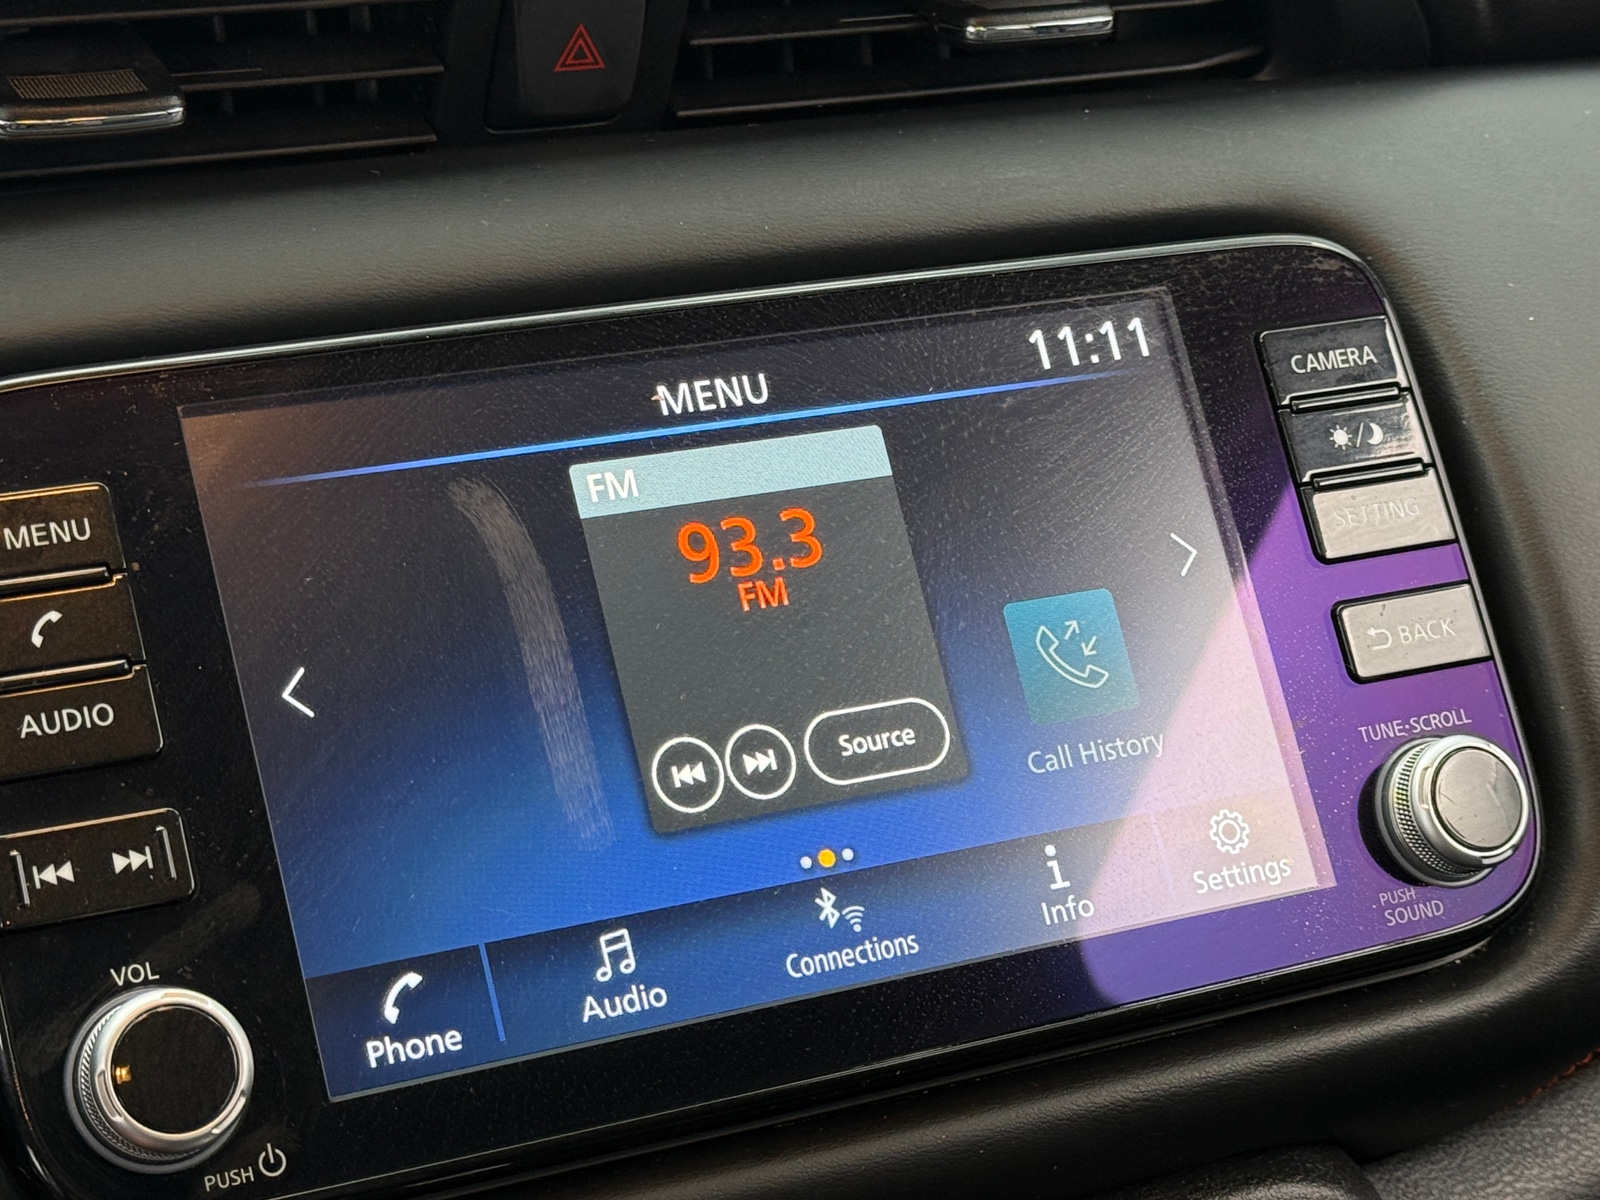 MENU
11:11
FM
93.3
FM
Source
Call History
Phone
Audio
Connections
Info
Settings
MENU
AUDIO
VOL
PUSH
CAMERA
SETTING
BACK
TUNE·SCROLL
PUSH
SOUND